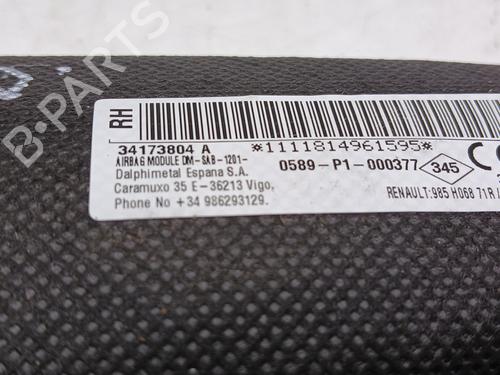 RH
34173804 A *1111814961595*
AIRBAG MODULE DM-SAB-1201-
Dalphimetal Espana S.A. 0589-P1-000377 345
Caramuxo 35 E-36213 Vigo,
Phone No +34 986293129. RENAULT:985 H068 71R
B-PARTS